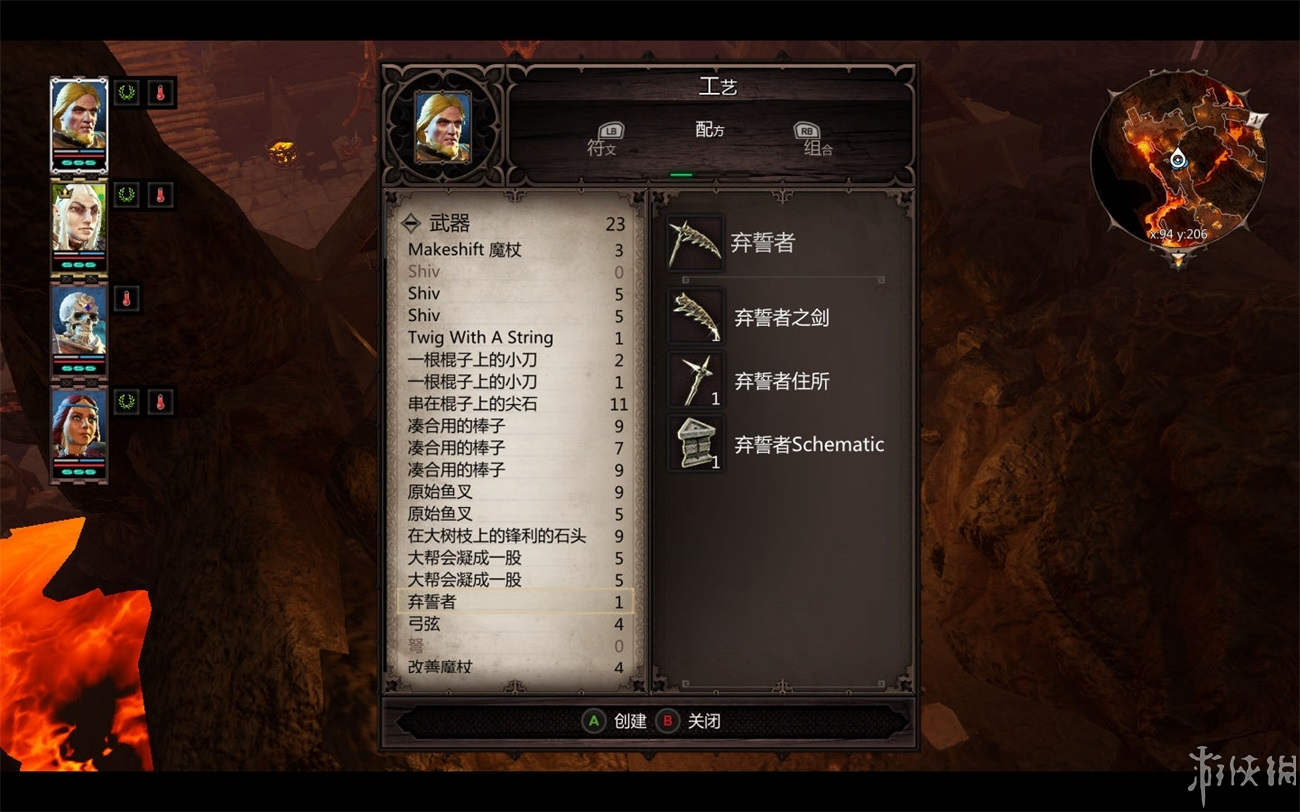 工艺
LB
配方
RB
符文
组合
x:94 y:206
武器 23
Makeshift 魔杖 3
Shiv 0
Shiv 5
Shiv 5
Twig With A String 1
一根棍子上的小刀 2
一根棍子上的小刀 1
串在棍子上的尖石 11
凑合用的棒子 9
凑合用的棒子 7
凑合用的棒子 9
原始鱼叉 9
原始鱼叉 5
在大树枝上的锋利的石头 9
大帮会凝成一股 5
大帮会凝成一股 5
弃誓者 1
弓弦 4
弩 0
改善魔杖 4
弃誓者
弃誓者之剑
1
弃誓者住所
1
弃誓者Schematic
1
A 创建 B 关闭
游侠网